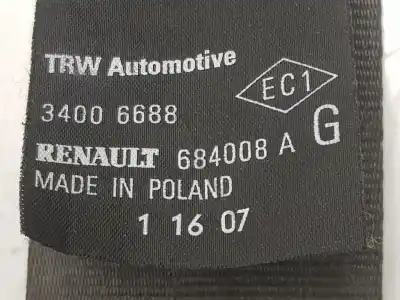 TRW Automotive
EC1
3400 6688
G
RENAULT 684008 A
MADE IN POLAND
1 16 07